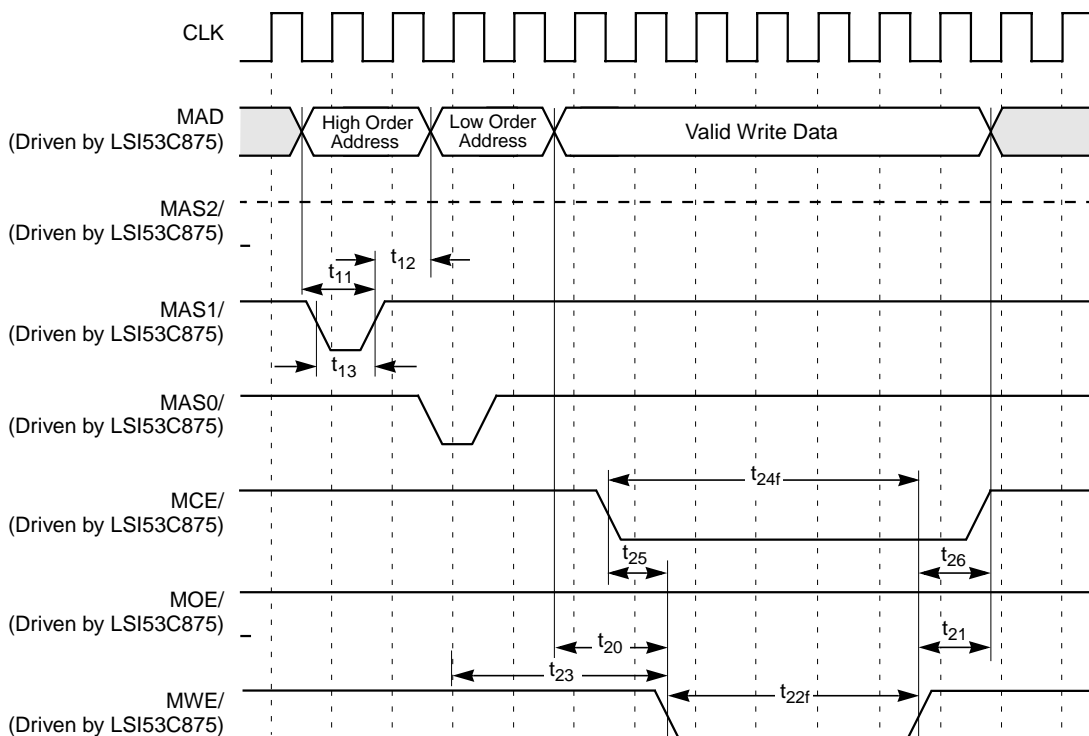 CLK
MAD
(Driven by LSI53C875)
High Order
Address
Low Order
Address
Valid Write Data
MAS2/
(Driven by LSI53C875)
t12
t11
MAS1/
(Driven by LSI53C875)
t13
MAS0/
(Driven by LSI53C875)
t24f
MCE/
(Driven by LSI53C875)
t25
t26
MOE/
(Driven by LSI53C875)
t20
t21
t23
MWE/
(Driven by LSI53C875)
t22f